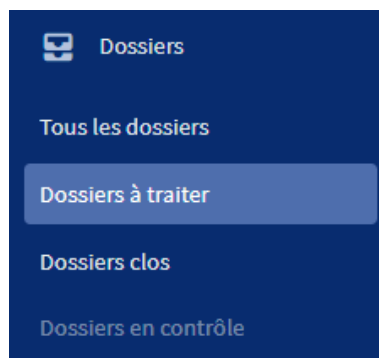 Dossiers
Tous les dossiers
Dossiers à traiter
Dossiers clos
Dossiers en contrôle